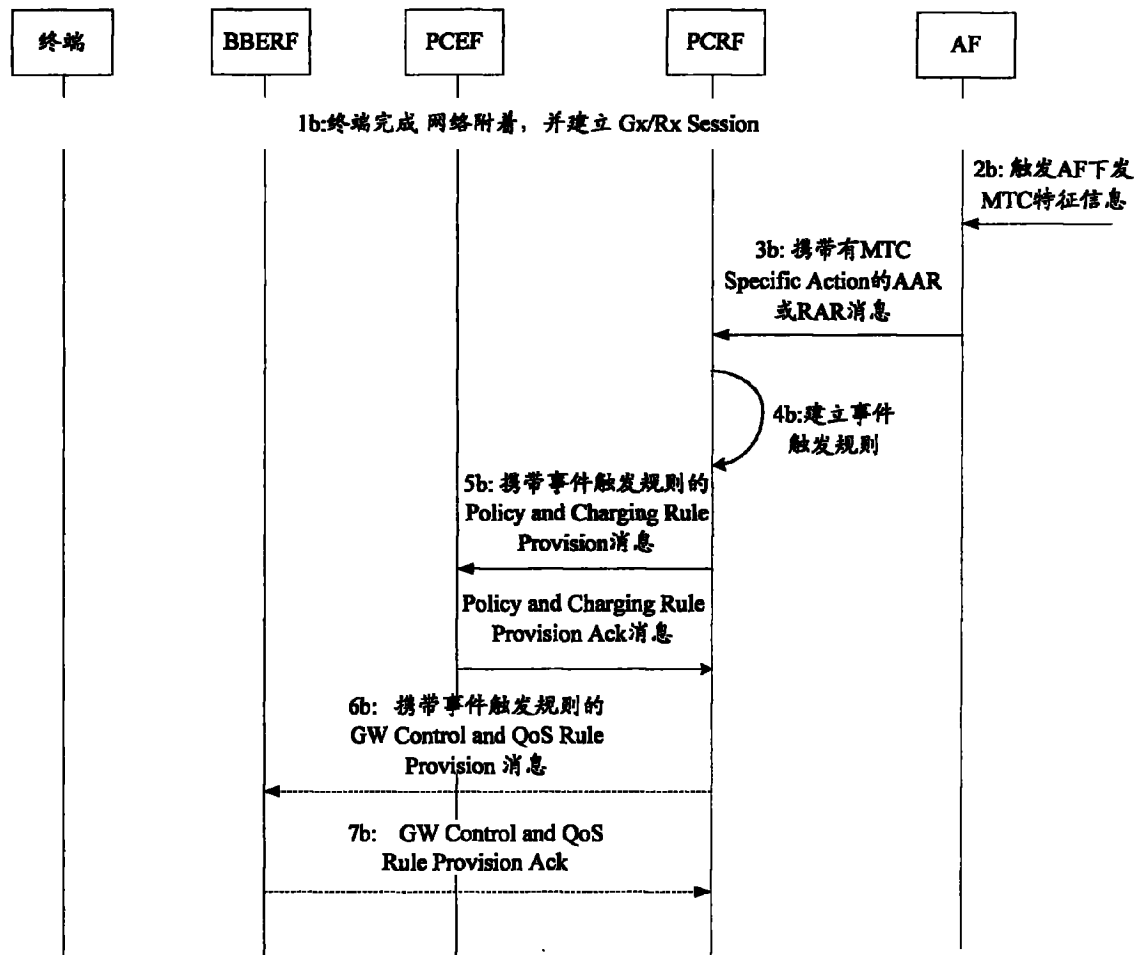 终端
BBERF
PCEF
PCRF
AF
1b:终端完成 网络附着，并建立 Gx/Rx Session
2b: 触发AF下发
MTC特征信息
3b: 携带有MTC
Specific Action的AAR
或RAR消息
4b:建立事件
触发规则
5b: 携带事件触发规则的
Policy and Charging Rule
Provision消息
Policy and Charging Rule
Provision Ack消息
6b: 携带事件触发规则的
GW Control and QoS Rule
Provision 消息
7b: GW Control and QoS
Rule Provision Ack